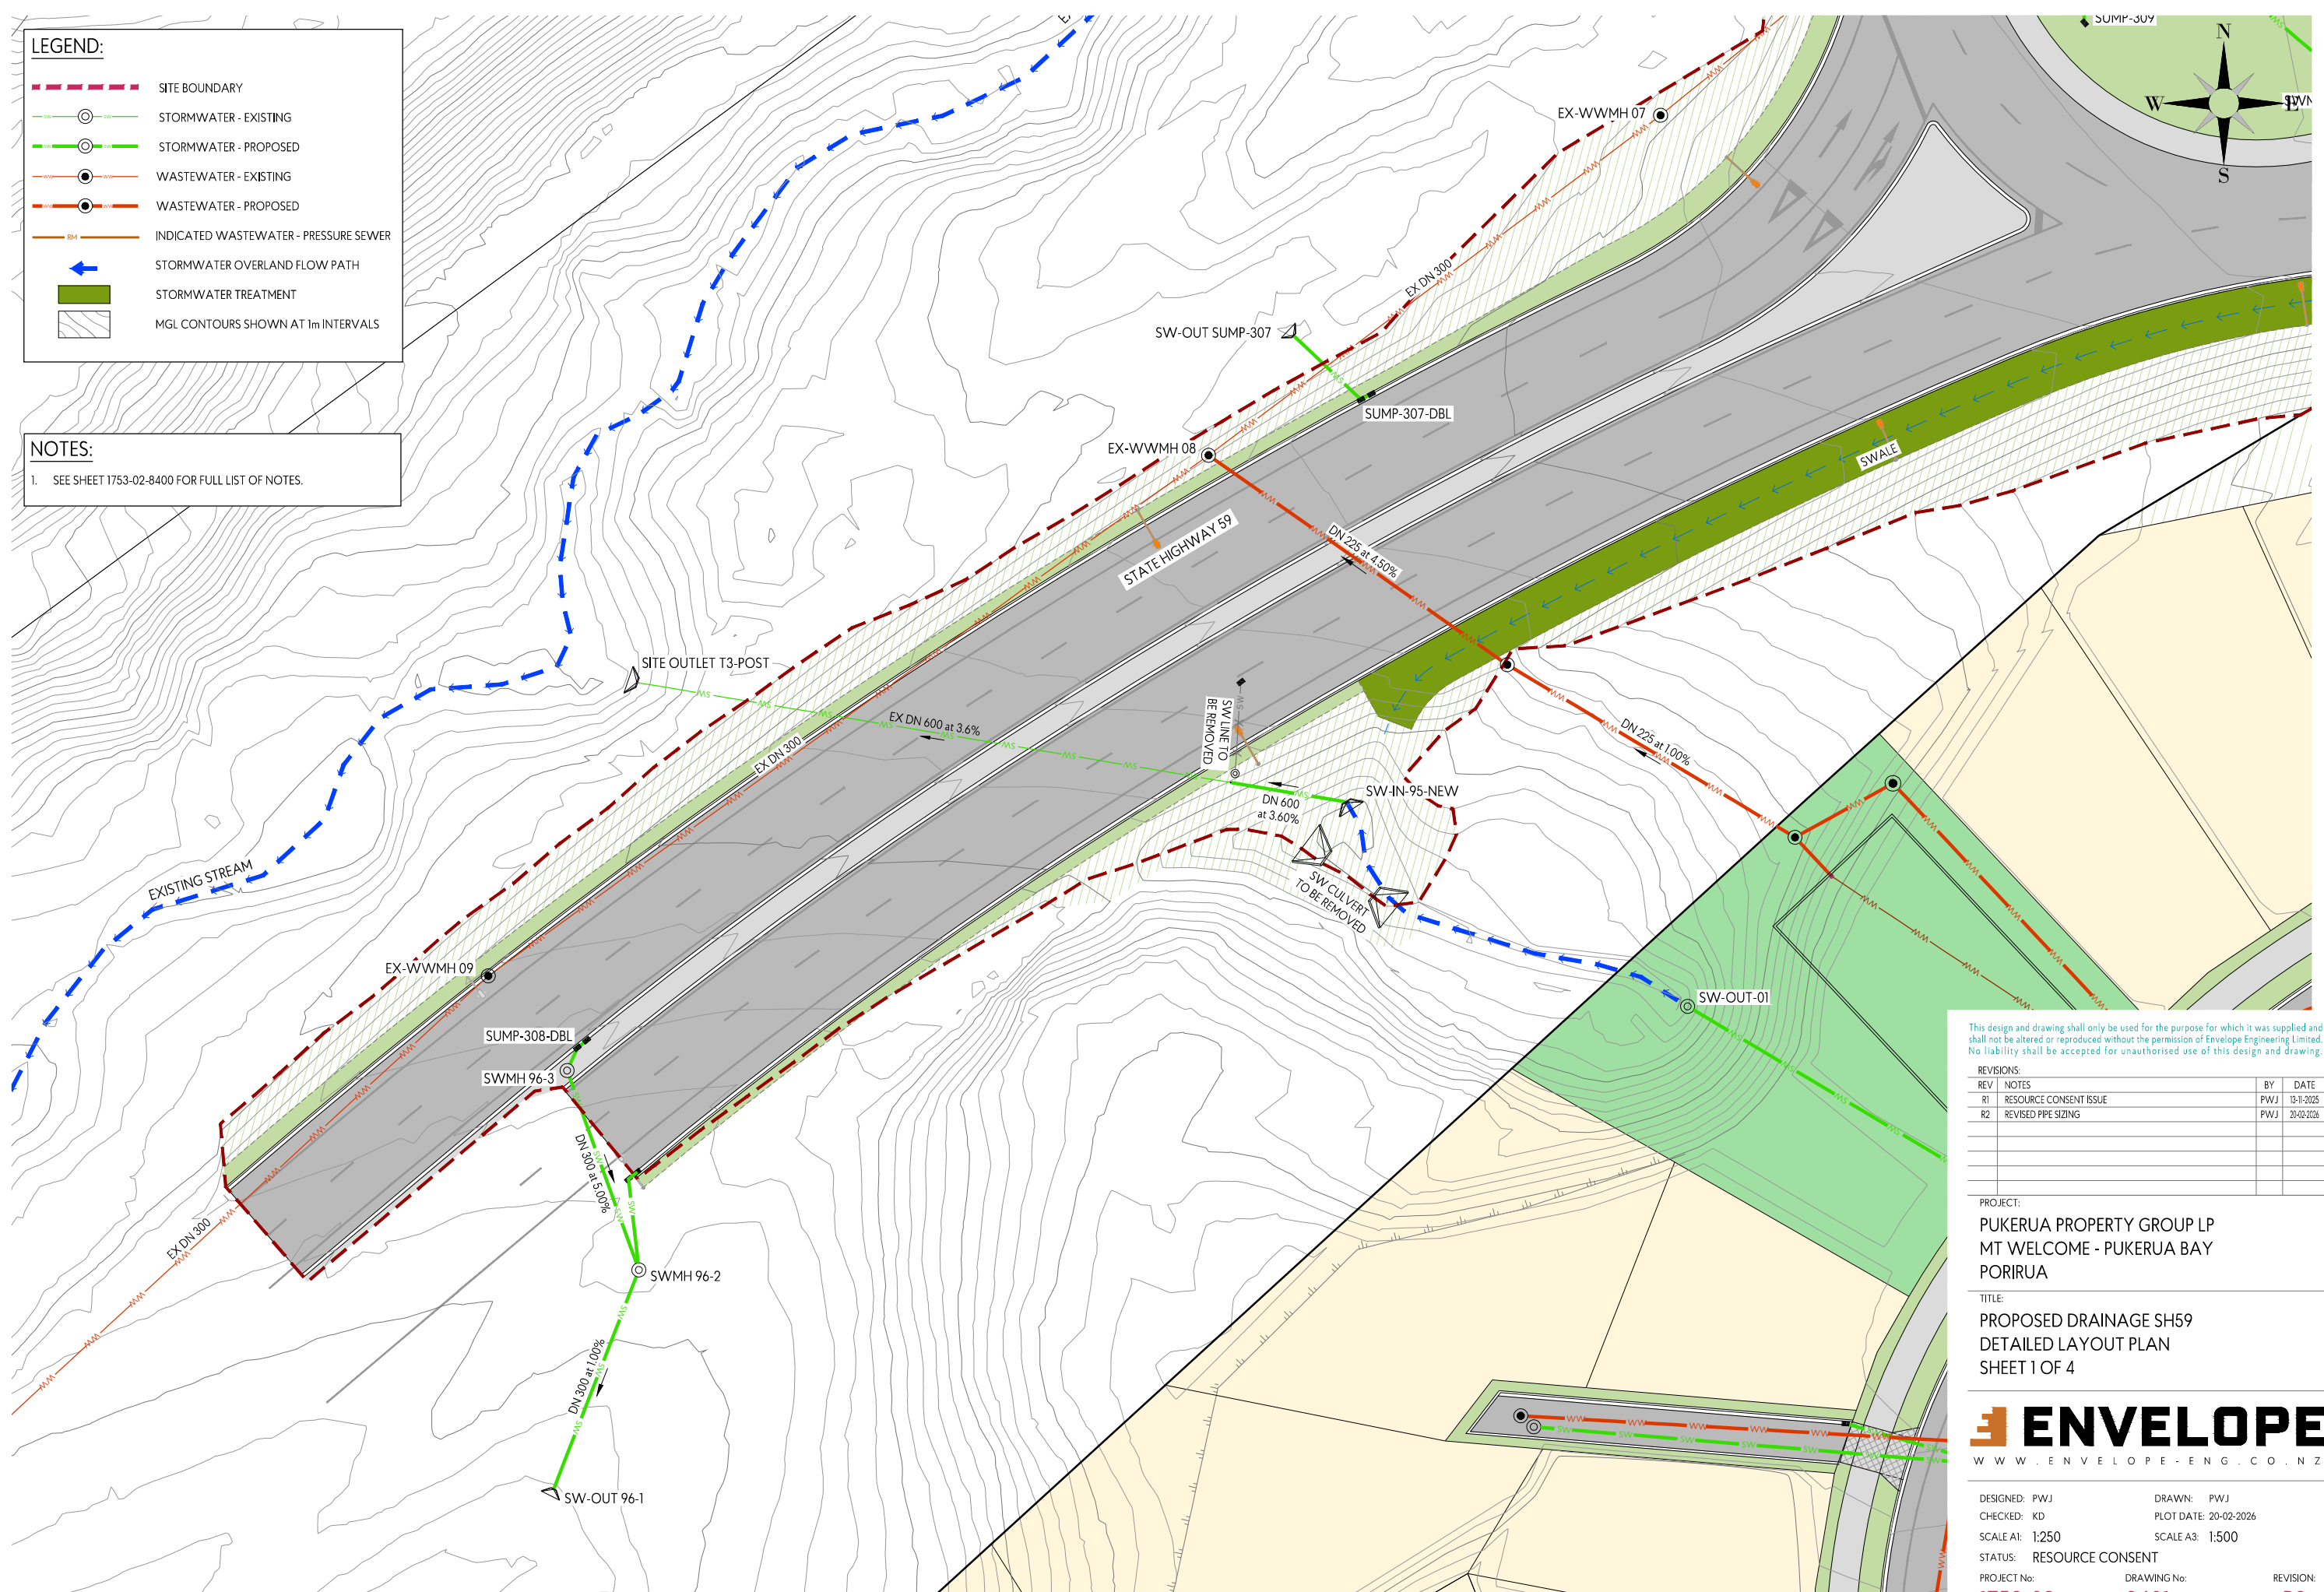 LEGEND:
SITE BOUNDARY
STORMWATER - EXISTING
STORMWATER - PROPOSED
WASTEWATER - EXISTING
WASTEWATER - PROPOSED
RM
INDICATED WASTEWATER - PRESSURE SEWER
STORMWATER OVERLAND FLOW PATH
STORMWATER TREATMENT
MGL CONTOURS SHOWN AT 1m INTERVALS
NOTES:
1. SEE SHEET 1753-02-8400 FOR FULL LIST OF NOTES.
SUMP-309
N
W
E
S
EX-WWMH 07
EX DN 300
SW-OUT SUMP-307
SUMP-307-DBL
EX-WWMH 08
STATE HIGHWAY 59
DN 225 at 4.50%
SWALE
SITE OUTLET T3-POST
EX DN 600 at 3.6%
SW LINE TO
BE REMOVED
EX DN 300
DN 225 at 1.00%
SW-IN-95-NEW
DN 600
at 3.60%
SW CULVERT
TO BE REMOVED
EXISTING STREAM
EX-WWMH 09
SW-OUT-01
SUMP-308-DBL
SWMH 96-3
DN 300 at 5.00%
EX DN 300
SWMH 96-2
DN 300 at 1.00%
SW-OUT 96-1
This design and drawing shall only be used for the purpose for which it was supplied and
shall not be altered or reproduced without the permission of Envelope Engineering Limited.
No liability shall be accepted for unauthorised use of this design and drawing.
REVISIONS:
REV NOTES BY DATE
R1 RESOURCE CONSENT ISSUE PWJ 13-11-2025
R2 REVISED PIPE SIZING PWJ 20-02-2026
PROJECT:
PUKERUA PROPERTY GROUP LP
MT WELCOME - PUKERUA BAY
PORIRUA
TITLE:
PROPOSED DRAINAGE SH59
DETAILED LAYOUT PLAN
SHEET 1 OF 4
ENVELOPE
WWW.ENVELOPE-ENG.CO.NZ
DESIGNED: PWJ DRAWN: PWJ
CHECKED: KD PLOT DATE: 20-02-2026
SCALE A1: 1:250 SCALE A3: 1:500
STATUS: RESOURCE CONSENT
PROJECT No: DRAWING No: REVISION: